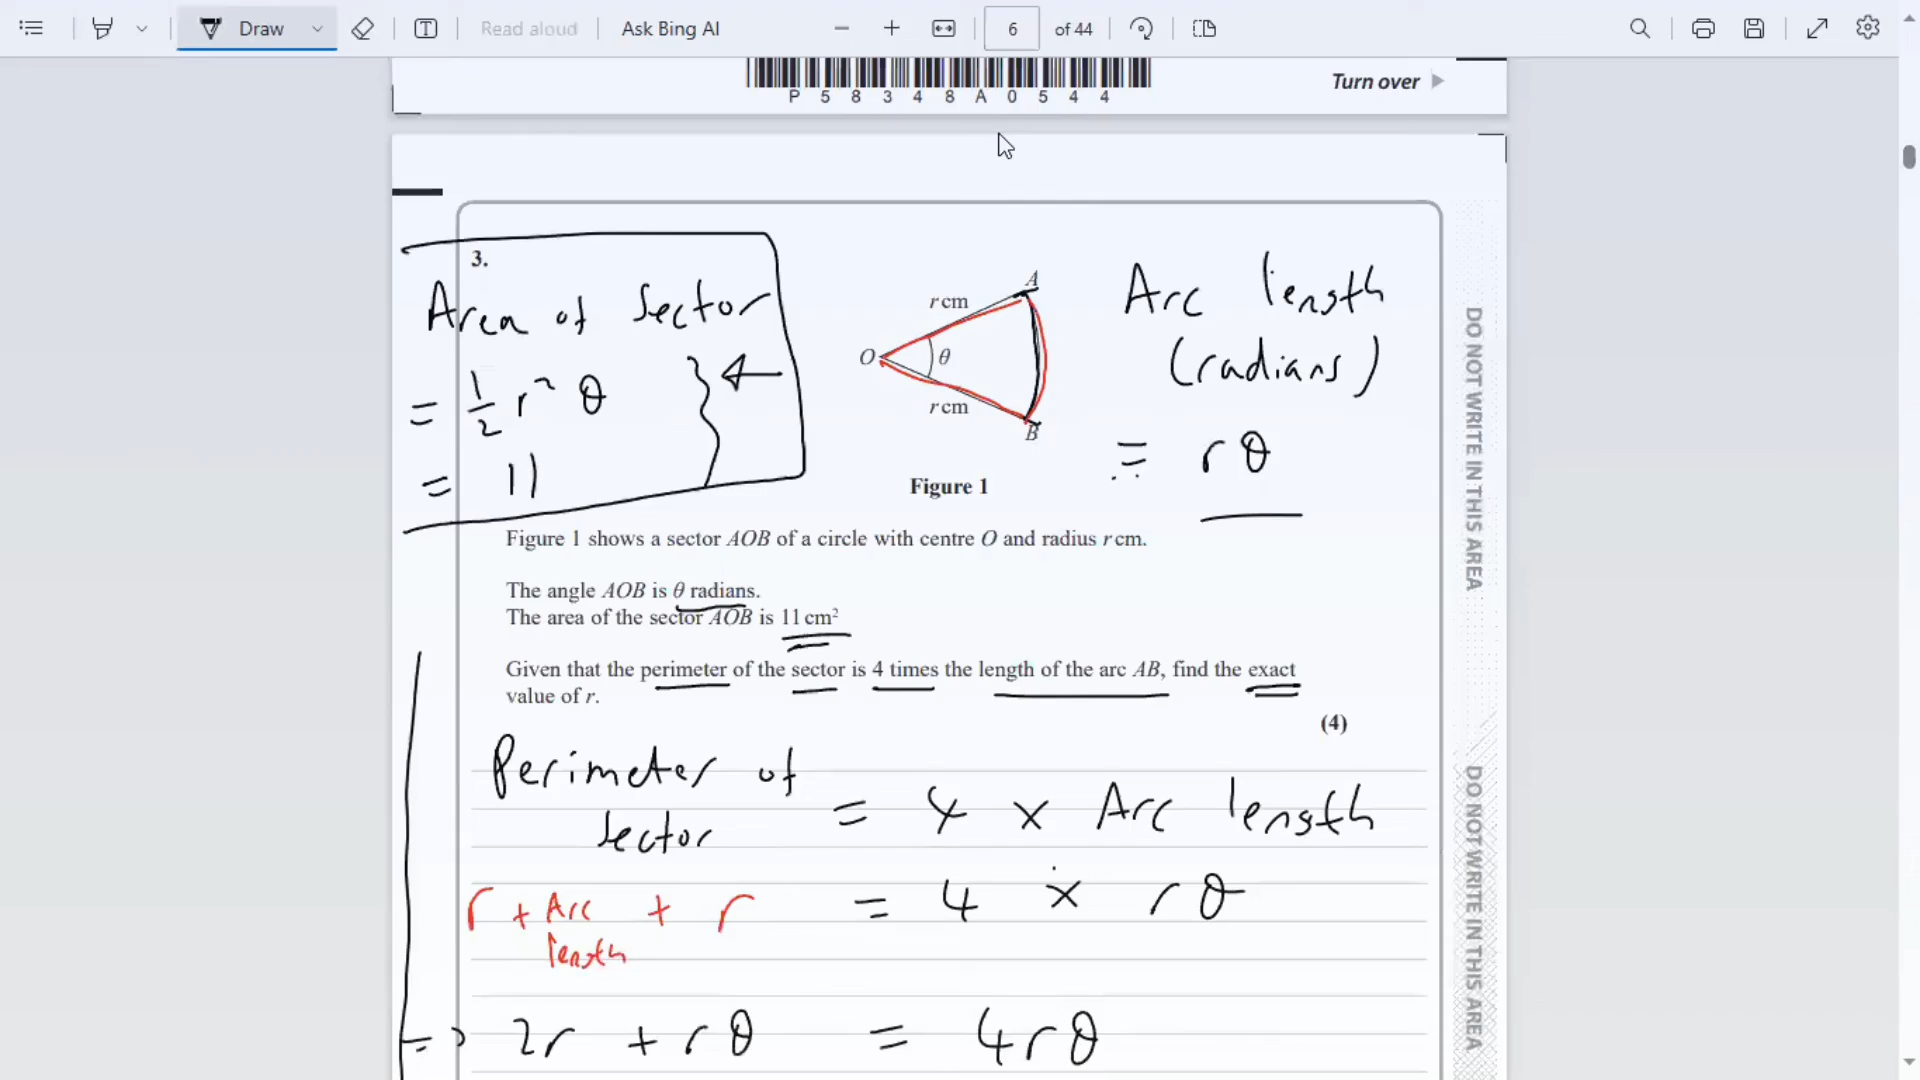 Draw
Read aloud
Ask Bing AI
6
of 44
P 5 8 3 4 8 A 0 5 4 4
Turn over
3.
Area of Sector
= 1/2 r² θ
= 11
A
r cm
O
θ
r cm
B
Figure 1
Arc length
(radians)
= rθ
Figure 1 shows a sector AOB of a circle with centre O and radius r cm.
The angle AOB is θ radians.
The area of the sector AOB is 11 cm²
Given that the perimeter of the sector is 4 times the length of the arc AB, find the exact
value of r.
(4)
Perimeter of
sector
= 4 × Arc length
r + Arc length + r = 4 × rθ
=> 2r + rθ = 4rθ
DO NOT WRITE IN THIS AREA
DO NOT WRITE IN THIS AREA